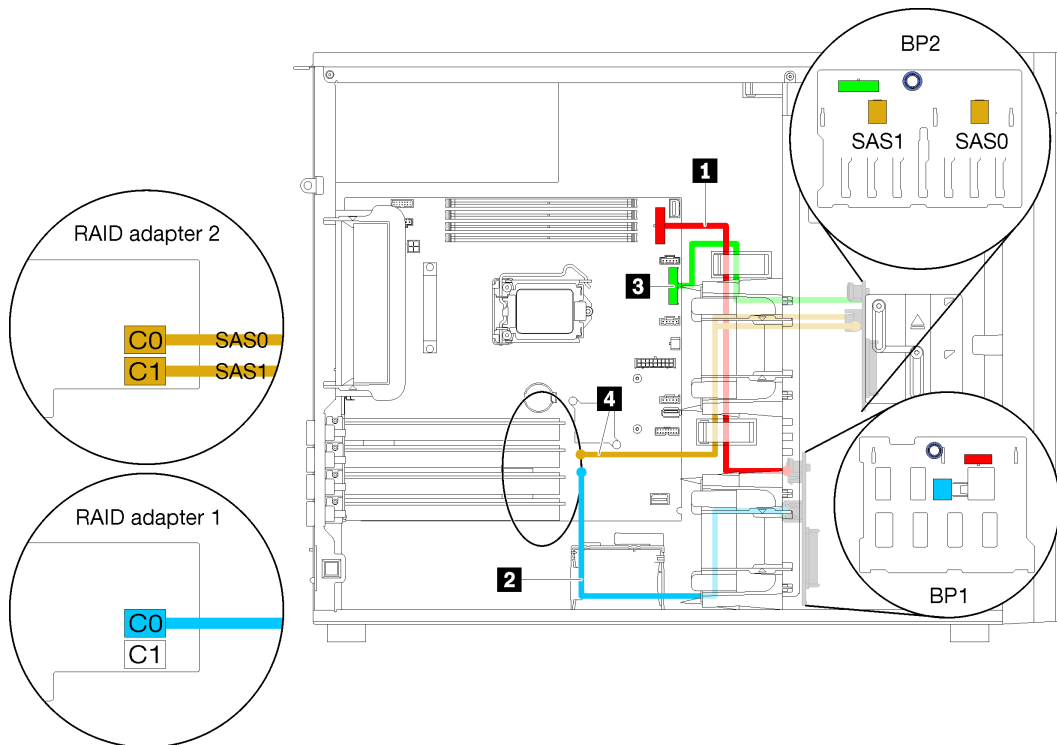 BP2
SAS1
SAS0
1
RAID adapter 2
C0
SAS0
C1
SAS1
3
4
RAID adapter 1
C0
C1
2
BP1